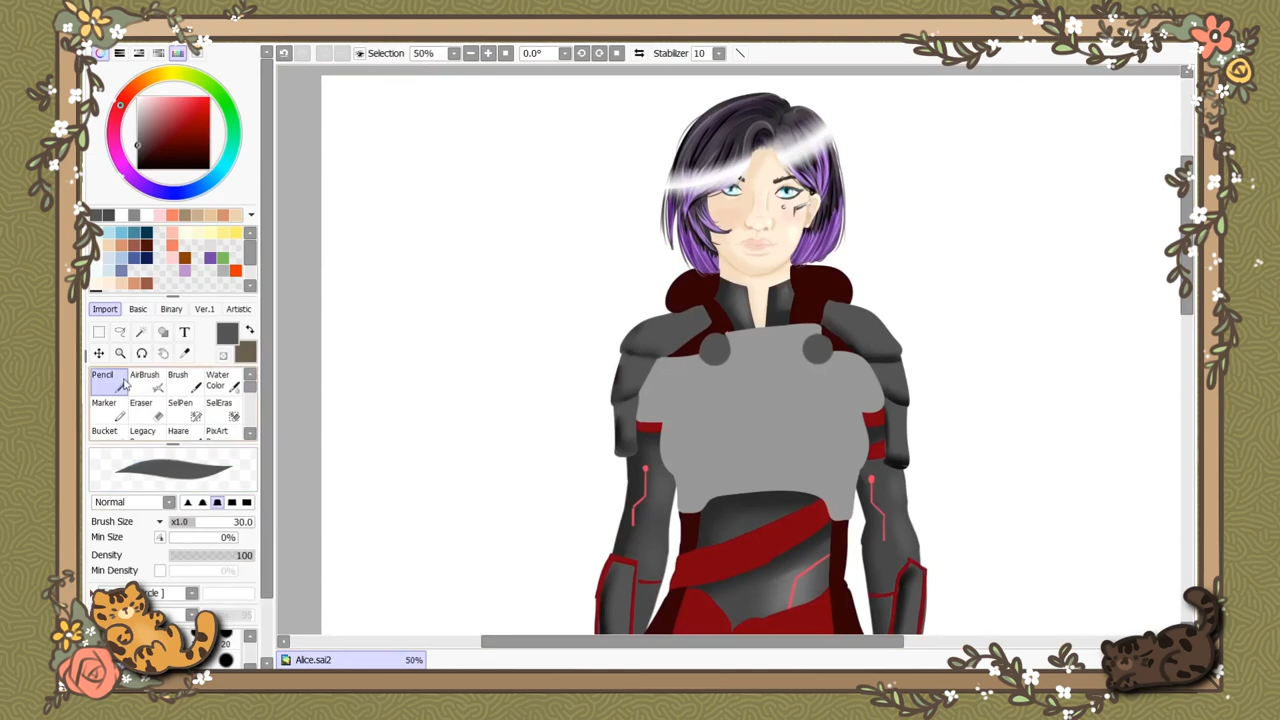 Selection 50% 0.0° Stabilizer 10
Import Basic Binary Ver.1 Artistic
T
Pencil AirBrush Brush Water Color
Marker Eraser SelPen SelEras
Bucket Legacy Haare PixArt
Normal
Brush Size x1.0 30.0
Min Size 0%
Density 100
Min Density 0%
20
Alice.sai2 50%